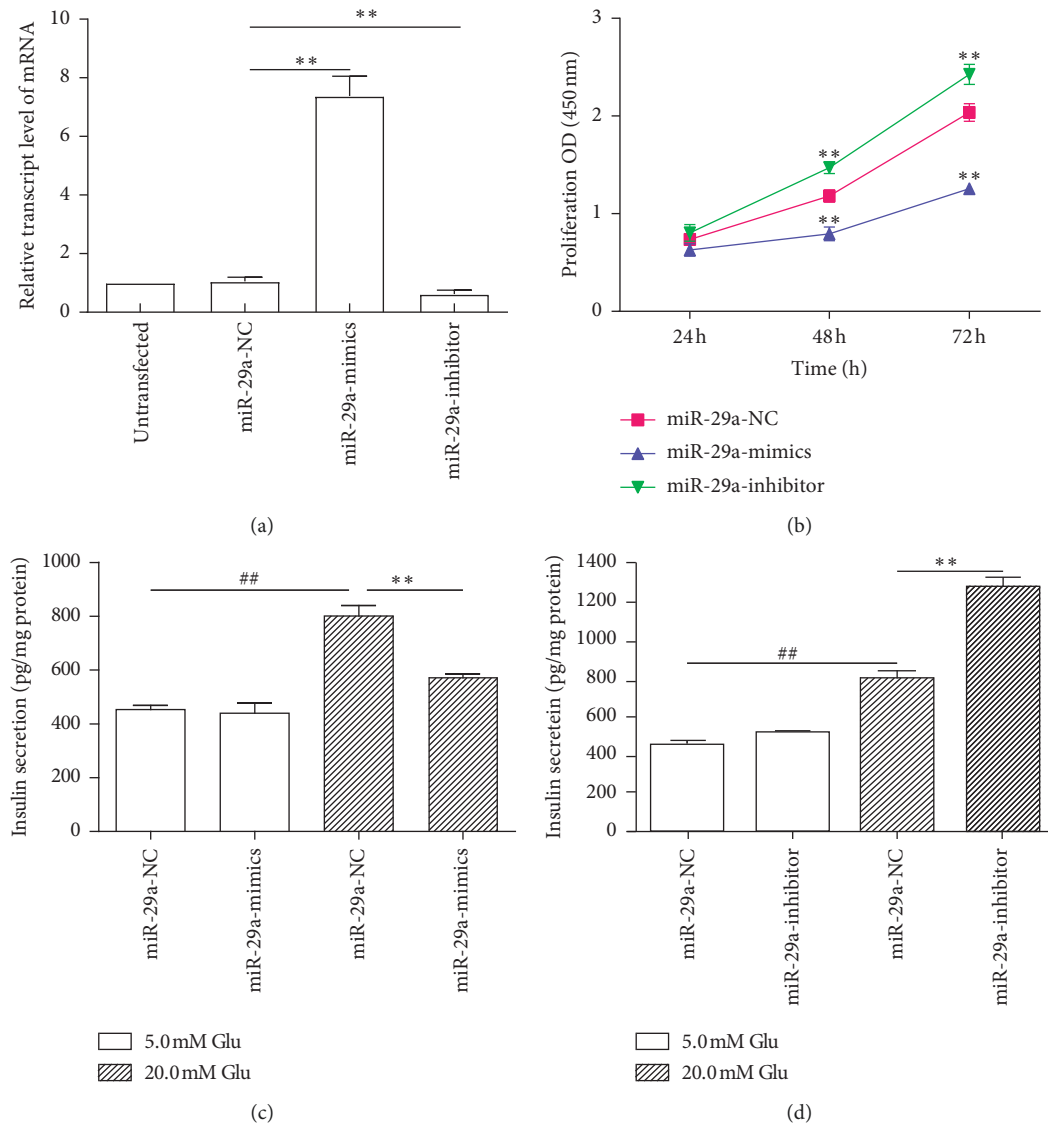 Relative transcript level of mRNA
10
8
6
4
2
0
**
**
Untransfected
miR-29a-NC
miR-29a-mimics
miR-29a-inhibitor
(a)
Proliferation OD (450 nm)
3
2
1
0
**
**
**
**
24 h
48 h
72 h
Time (h)
miR-29a-NC
miR-29a-mimics
miR-29a-inhibitor
(b)
Insulin secretion (pg/mg protein)
1000
800
600
400
200
0
##
**
miR-29a-NC
miR-29a-mimics
miR-29a-NC
miR-29a-mimics
5.0 mM Glu
20.0 mM Glu
(c)
Insulin secretein (pg/mg protein)
1400
1200
1000
800
600
400
200
0
##
**
miR-29a-NC
miR-29a-inhibitor
miR-29a-NC
miR-29a-inhibitor
5.0 mM Glu
20.0 mM Glu
(d)